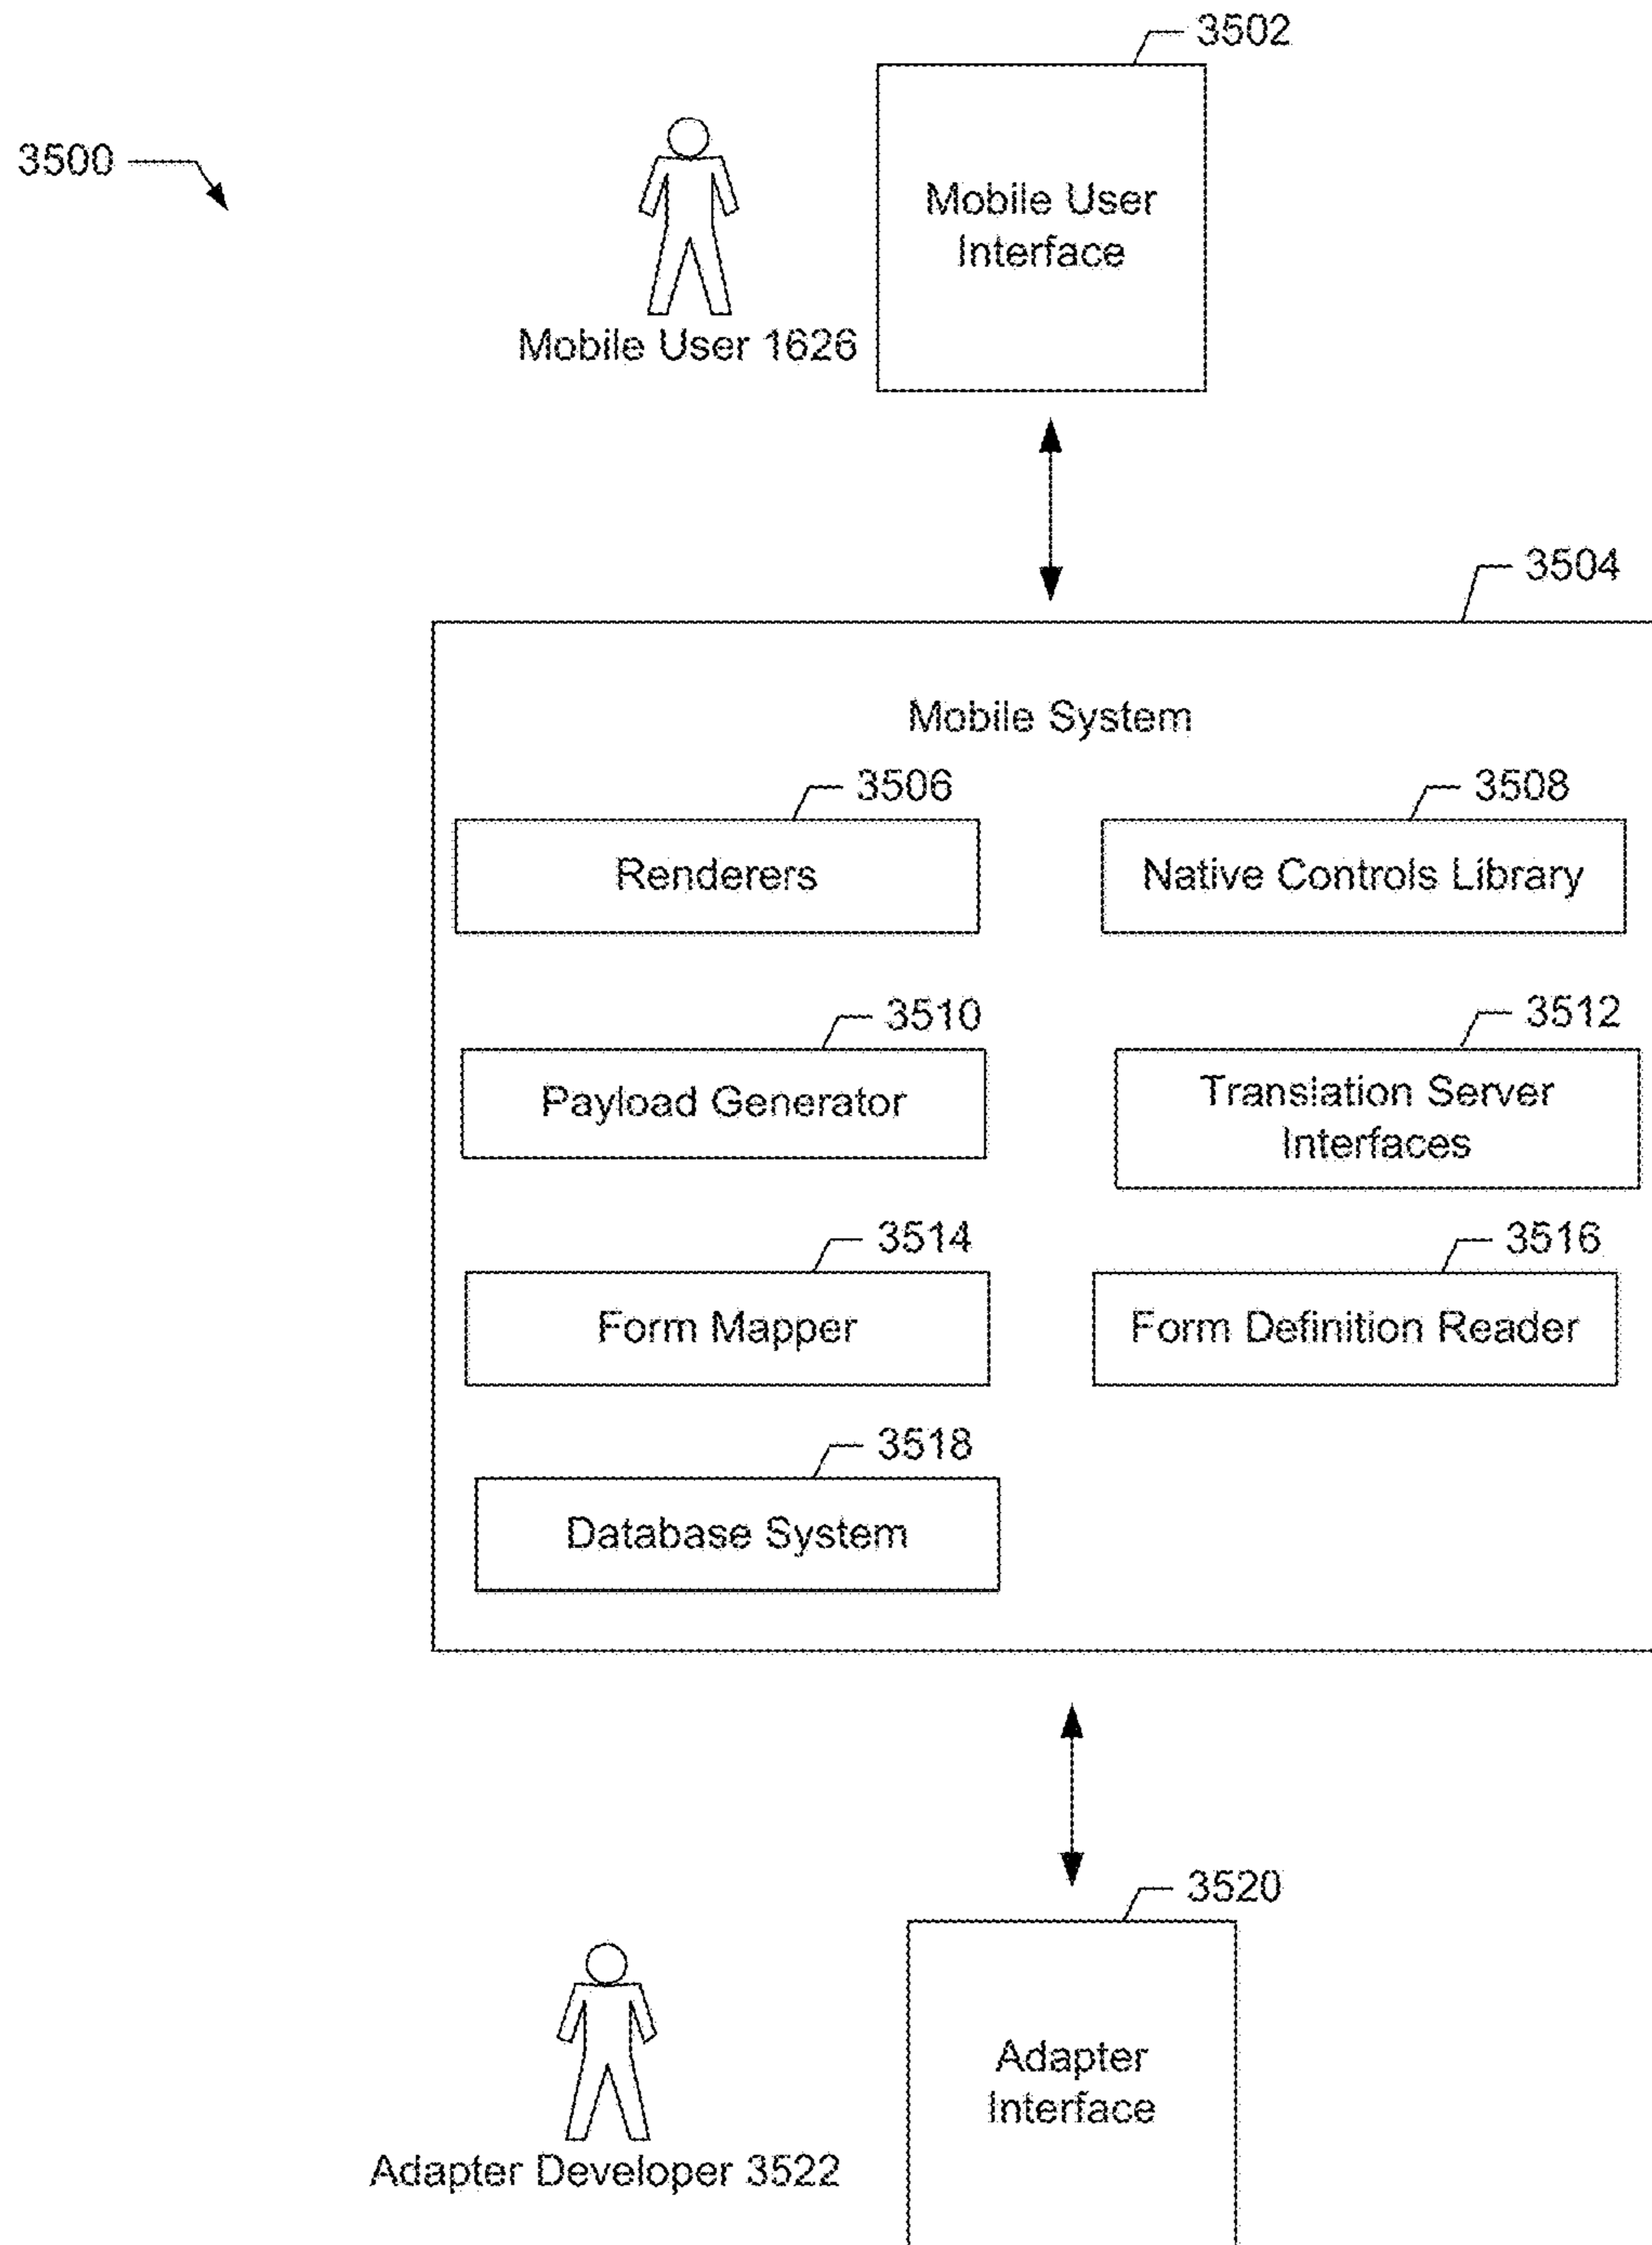 3502
3500
Mobile User
Interface
Mobile User 1626
3504
Mobile System
3506
3508
Renderers
Native Controls Library
3510
3512
Payload Generator
Translation Server
Interfaces
3514
3516
Form Mapper
Form Definition Reader
3518
Database System
3520
Adapter
Interface
Adapter Developer 3522